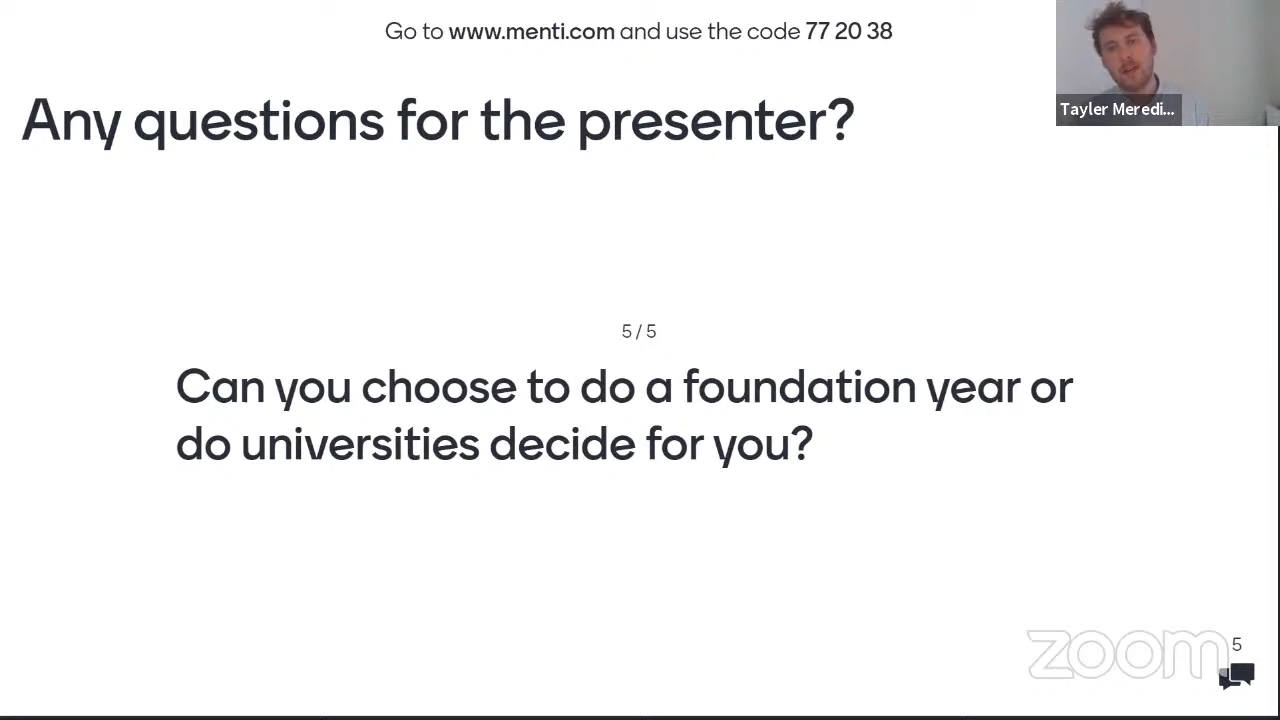 Go to www.menti.com and use the code 77 20 38
Tayler Meredi...
Any questions for the presenter?
5 / 5
Can you choose to do a foundation year or
do universities decide for you?
zoom
5